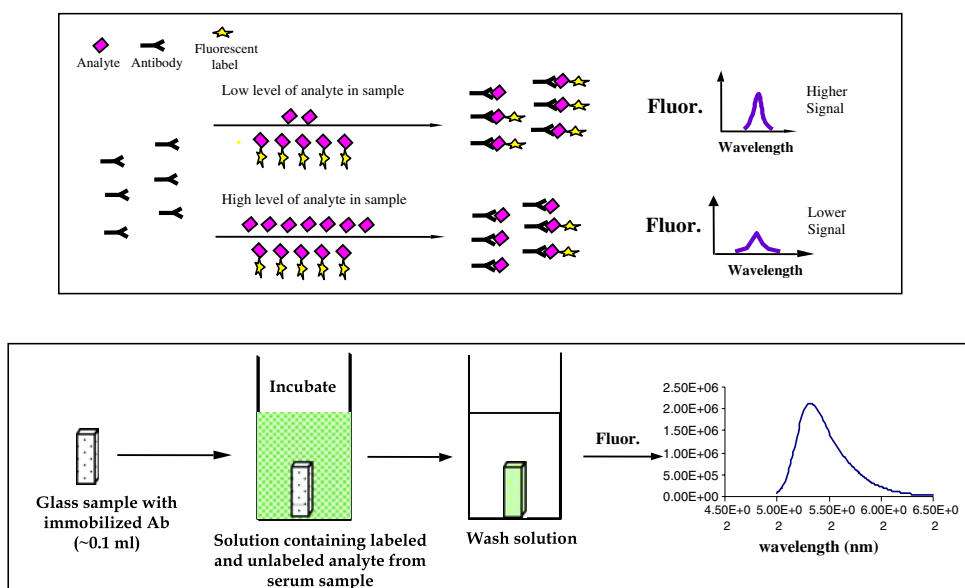 Analyte
Antibody
Fluorescent
label
Low level of analyte in sample
Fluor.
Higher
Signal
Wavelength
High level of analyte in sample
Fluor.
Lower
Signal
Wavelength
Glass sample with
immobilized Ab
(~0.1 ml)
Incubate
Solution containing labeled
and unlabeled analyte from
serum sample
Wash solution
Fluor.
2.50E+06
2.00E+06
1.50E+06
1.00E+06
5.00E+05
0.00E+00
4.50E+0 5.00E+0 5.50E+0 6.00E+0 6.50E+0
2 2 2 2 2
wavelength (nm)